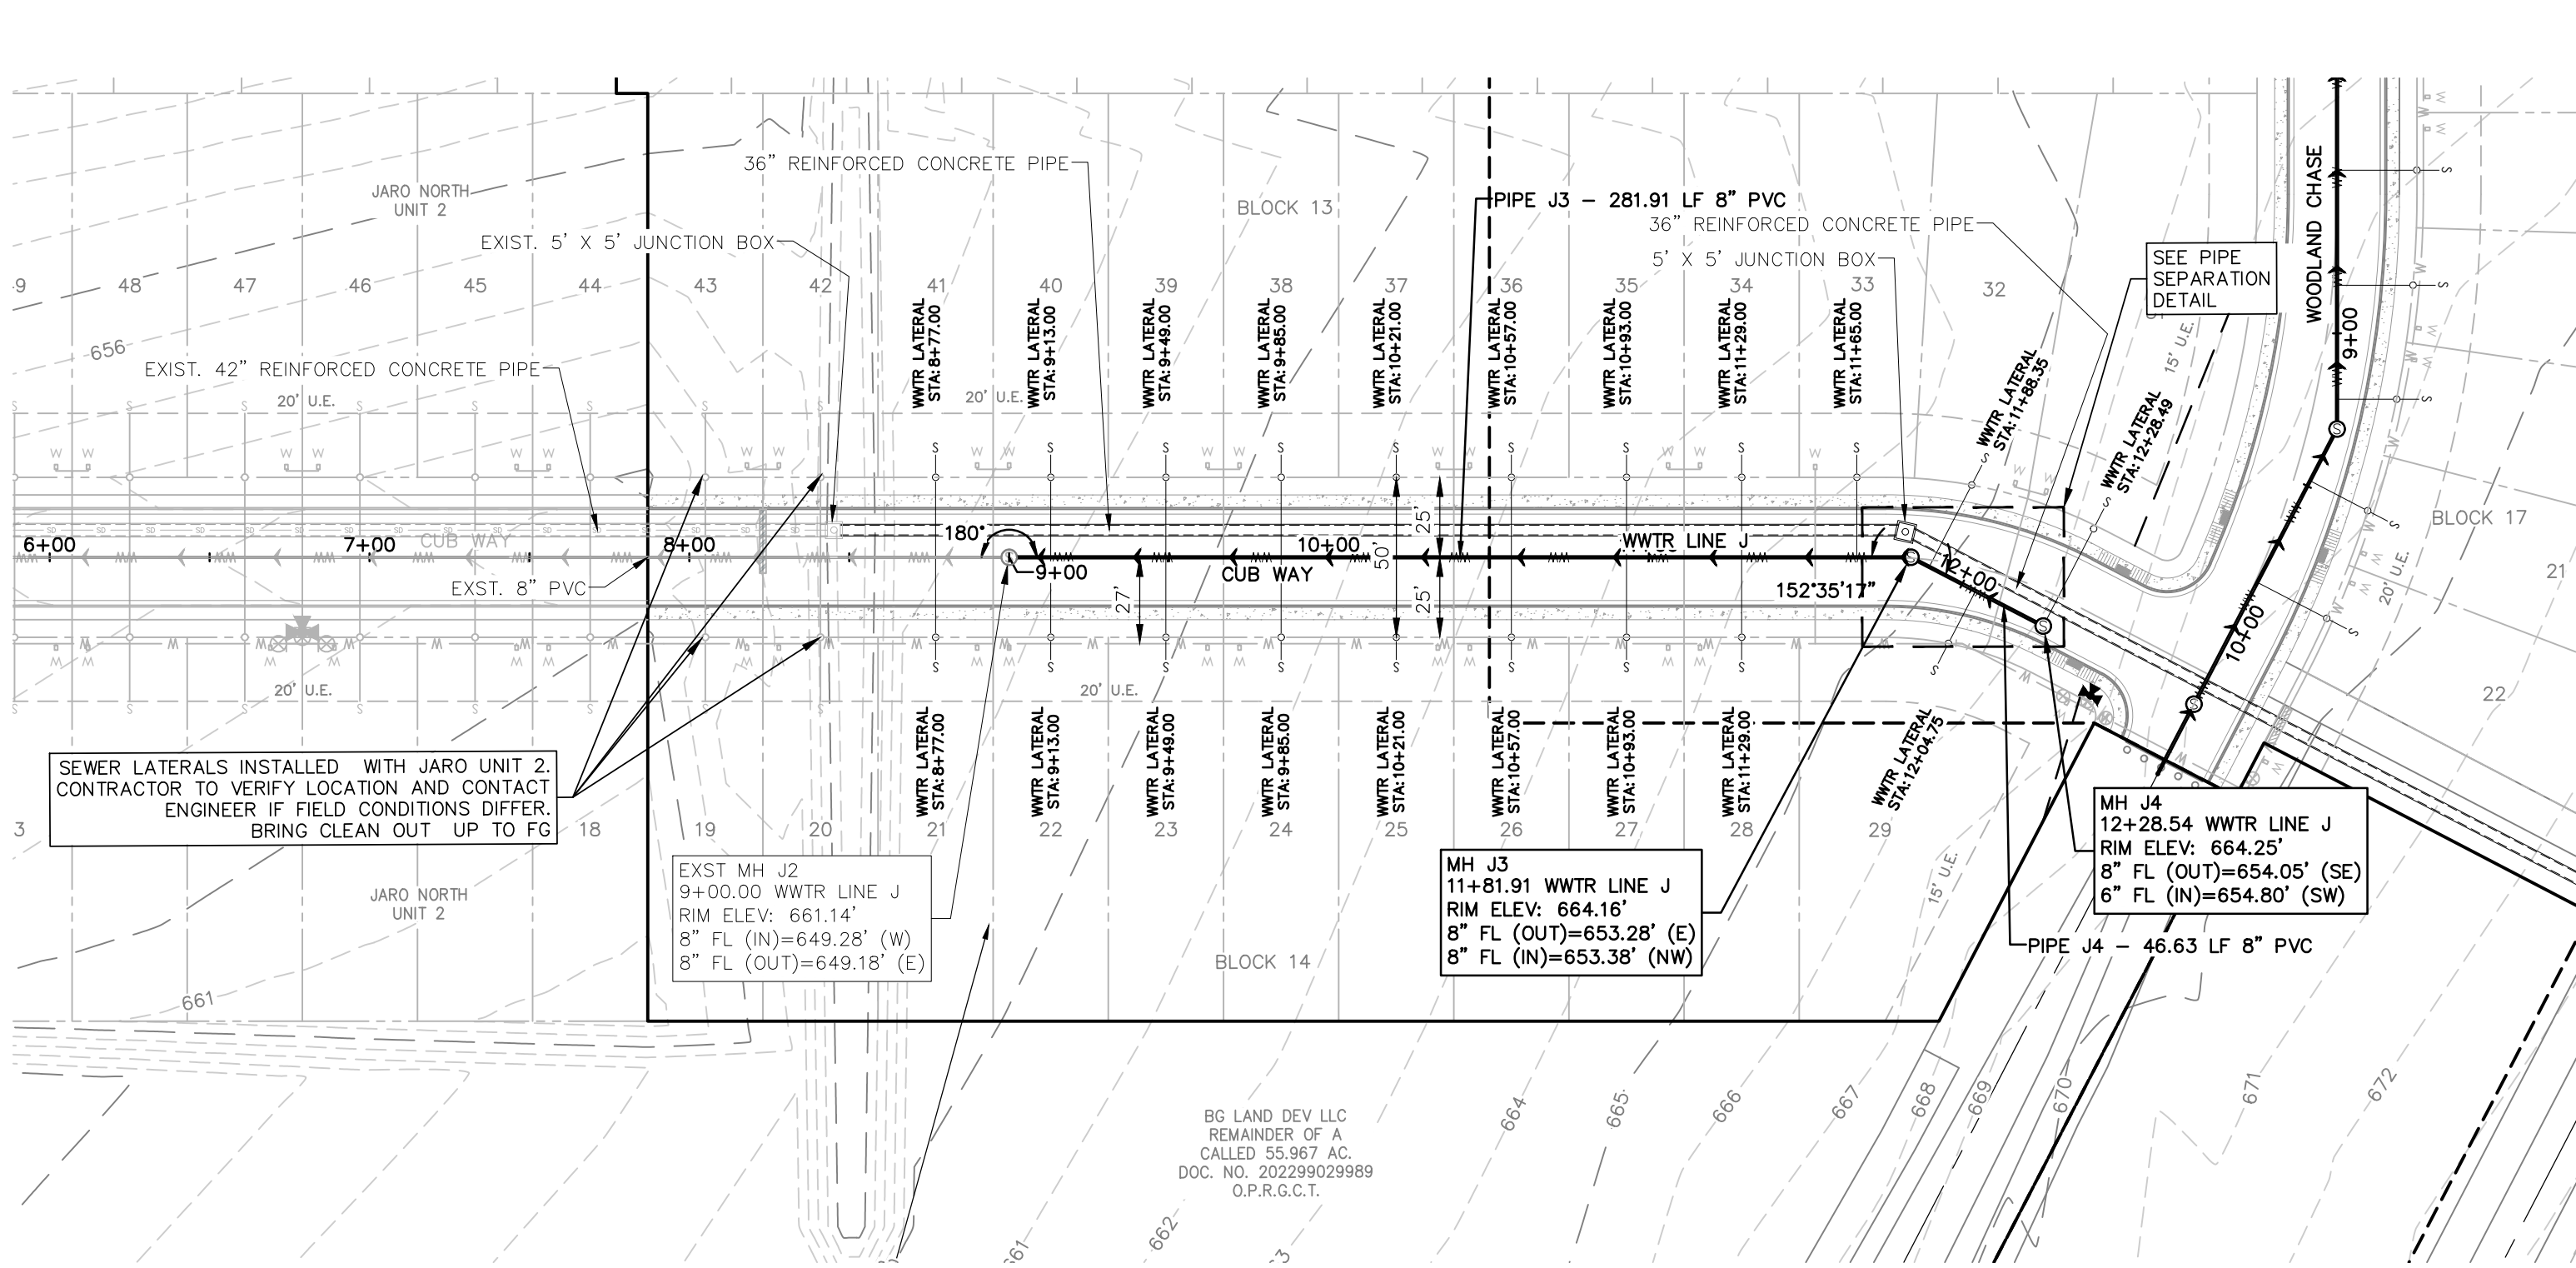 36" REINFORCED CONCRETE PIPE
JARO NORTH
UNIT 2
BLOCK 13
PIPE J3 – 281.91 LF 8" PVC
36" REINFORCED CONCRETE PIPE
5' X 5' JUNCTION BOX
EXIST. 5' X 5' JUNCTION BOX
SEE PIPE
SEPARATION
DETAIL
WOODLAND CHASE
48
47
46
45
44
43
42
41
40
39
38
37
36
35
34
33
32
WWTR LATERAL
STA: 8+77.00
WWTR LATERAL
STA: 9+13.00
WWTR LATERAL
STA: 9+49.00
WWTR LATERAL
STA: 9+85.00
WWTR LATERAL
STA: 10+21.00
WWTR LATERAL
STA: 10+57.00
WWTR LATERAL
STA: 10+93.00
WWTR LATERAL
STA: 11+29.00
WWTR LATERAL
STA: 11+65.00
WWTR LATERAL
STA: 11+88.35
WWTR LATERAL
STA: 12+28.49
15' U.E.
9+00
656
EXIST. 42" REINFORCED CONCRETE PIPE
20' U.E.
20' U.E.
6+00
7+00
CUB WAY
8+00
180°
9+00
10+00
CUB WAY
WWTR LINE J
12+00
152°35'17"
25'
50'
25'
27'
BLOCK 17
20' U.E.
21
22
10+00
EXST. 8" PVC
20' U.E.
20' U.E.
SEWER LATERALS INSTALLED WITH JARO UNIT 2.
CONTRACTOR TO VERIFY LOCATION AND CONTACT
ENGINEER IF FIELD CONDITIONS DIFFER.
BRING CLEAN OUT UP TO FG
WWTR LATERAL
STA: 8+77.00
WWTR LATERAL
STA: 9+13.00
WWTR LATERAL
STA: 9+49.00
WWTR LATERAL
STA: 9+85.00
WWTR LATERAL
STA: 10+21.00
WWTR LATERAL
STA: 10+57.00
WWTR LATERAL
STA: 10+93.00
WWTR LATERAL
STA: 11+29.00
WWTR LATERAL
STA: 12+04.75
18
19
20
21
22
23
24
25
26
27
28
29
15' U.E.
JARO NORTH
UNIT 2
EXST MH J2
9+00.00 WWTR LINE J
RIM ELEV: 661.14'
8" FL (IN)=649.28' (W)
8" FL (OUT)=649.18' (E)
MH J3
11+81.91 WWTR LINE J
RIM ELEV: 664.16'
8" FL (OUT)=653.28' (E)
8" FL (IN)=653.38' (NW)
MH J4
12+28.54 WWTR LINE J
RIM ELEV: 664.25'
8" FL (OUT)=654.05' (SE)
6" FL (IN)=654.80' (SW)
PIPE J4 – 46.63 LF 8" PVC
BLOCK 14
661
BG LAND DEV LLC
REMAINDER OF A
CALLED 55.967 AC.
DOC. NO. 202299029989
O.P.R.G.C.T.
662
664
665
666
667
668
669
670
671
672